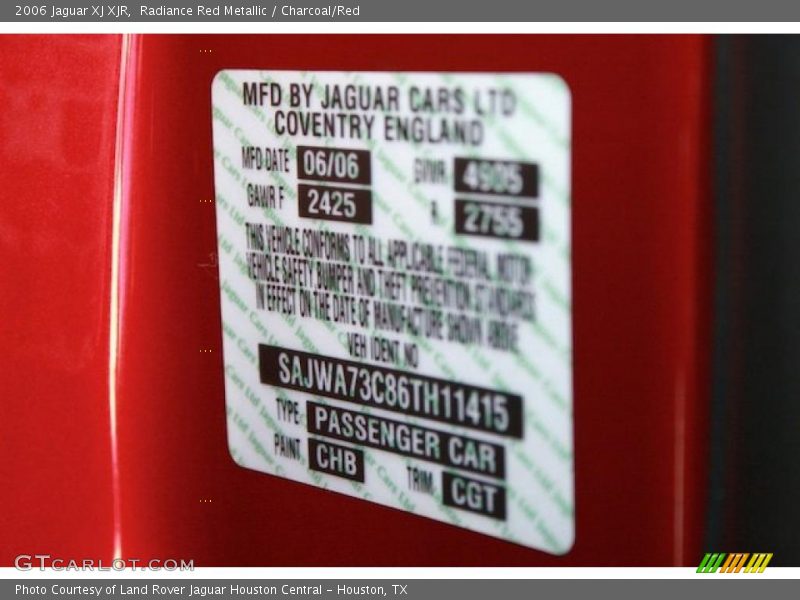 2006 Jaguar XJ XJR, Radiance Red Metallic / Charcoal/Red
MFD BY JAGUAR CARS LTD
COVENTRY ENGLAND
MFD DATE 06/06 GVWR 4905
GAWR F 2425 R 2755
THIS VEHICLE CONFORMS TO ALL APPLICABLE FEDERAL MOTOR
VEHICLE SAFETY BUMPER AND THEFT PREVENTION STANDARDS
IN EFFECT ON THE DATE OF MANUFACTURE SHOWN ABOVE
VEH IDENT NO
SAJWA73C86TH11415
TYPE PASSENGER CAR
PAINT CHB TRIM CGT
GTCARLOT.COM
Photo Courtesy of Land Rover Jaguar Houston Central - Houston, TX